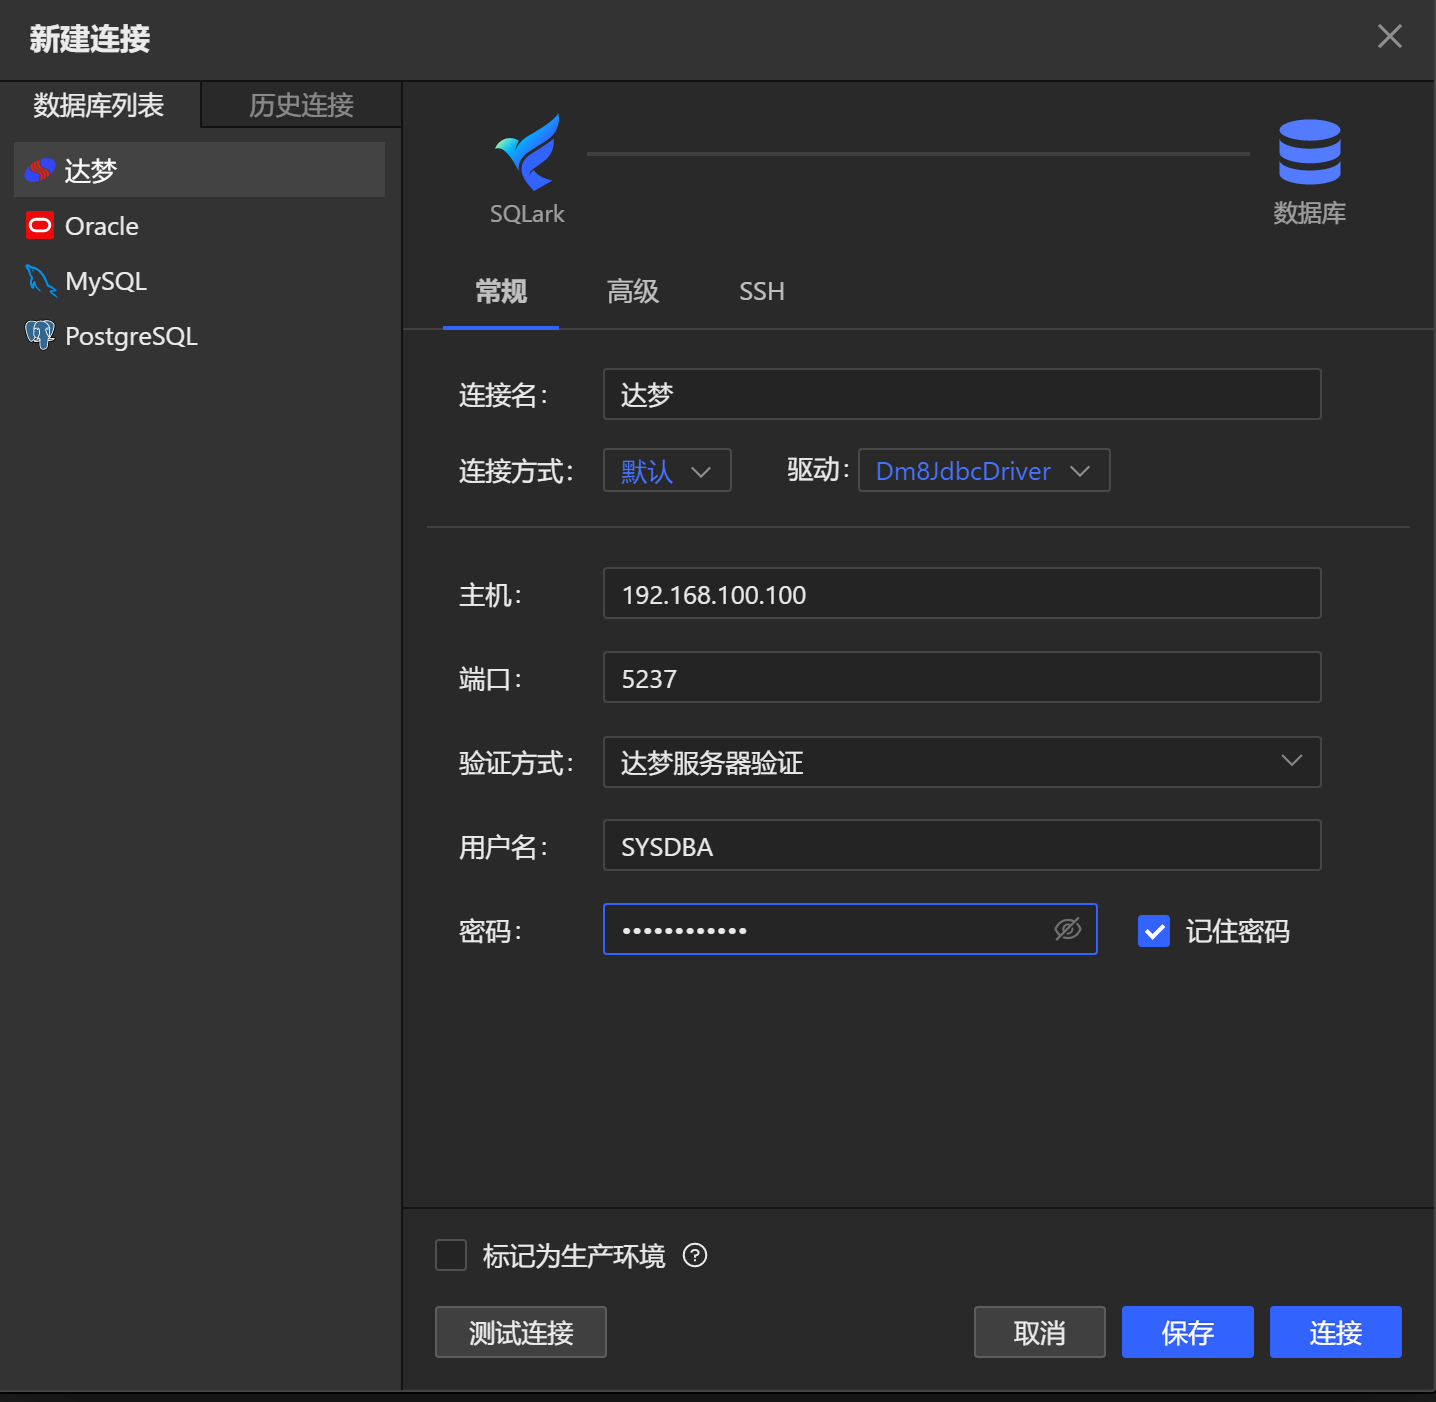 新建连接
数据库列表
历史连接
达梦
Oracle
MySQL
PostgreSQL
SQLark
数据库
常规
高级
SSH
连接名：
达梦
连接方式：
默认
驱动：
Dm8JdbcDriver
主机：
192.168.100.100
端口：
5237
验证方式：
达梦服务器验证
用户名：
SYSDBA
密码：
••••••••••••
记住密码
标记为生产环境
测试连接
取消
保存
连接